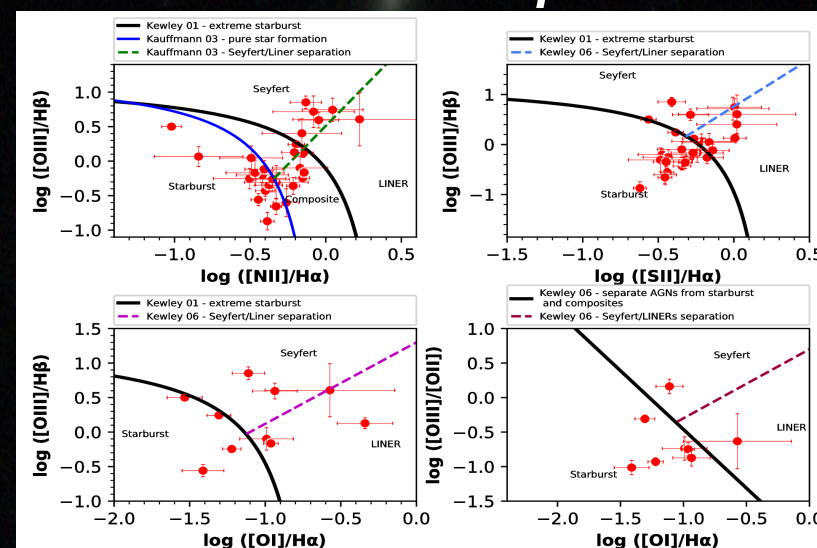 Kewley 01 - extreme starburst
Kauffmann 03 - pure star formation
Kauffmann 03 - Seyfert/Liner separation
log ([OIII]/Hβ)
1.0
0.5
0.0
−0.5
−1.0
Seyfert
Starburst
Composite
LINER
−1.0 −0.5 0.0 0.5
log ([NII]/Hα)
Kewley 01 - extreme starburst
Kewley 06 - Seyfert/Liner separation
log ([OIII]/Hβ)
1
0
−1
Seyfert
Starburst
LINER
−1.5 −1.0 −0.5 0.0 0.5
log ([SII]/Hα)
Kewley 01 - extreme starburst
Kewley 06 - Seyfert/Liner separation
log ([OIII]/Hβ)
1.5
1.0
0.5
0.0
−0.5
−1.0
Seyfert
Starburst
LINER
−2.0 −1.5 −1.0 −0.5 0.0
log ([OI]/Hα)
Kewley 06 - separate AGNs from starburst
and composites
Kewley 06 - Seyfert/LINERs separation
log ([OIII]/[OII])
1.0
0.5
0.0
−0.5
−1.0
−1.5
Seyfert
LINER
Starburst
−2.0 −1.5 −1.0 −0.5 0.0
log ([OI]/Hα)